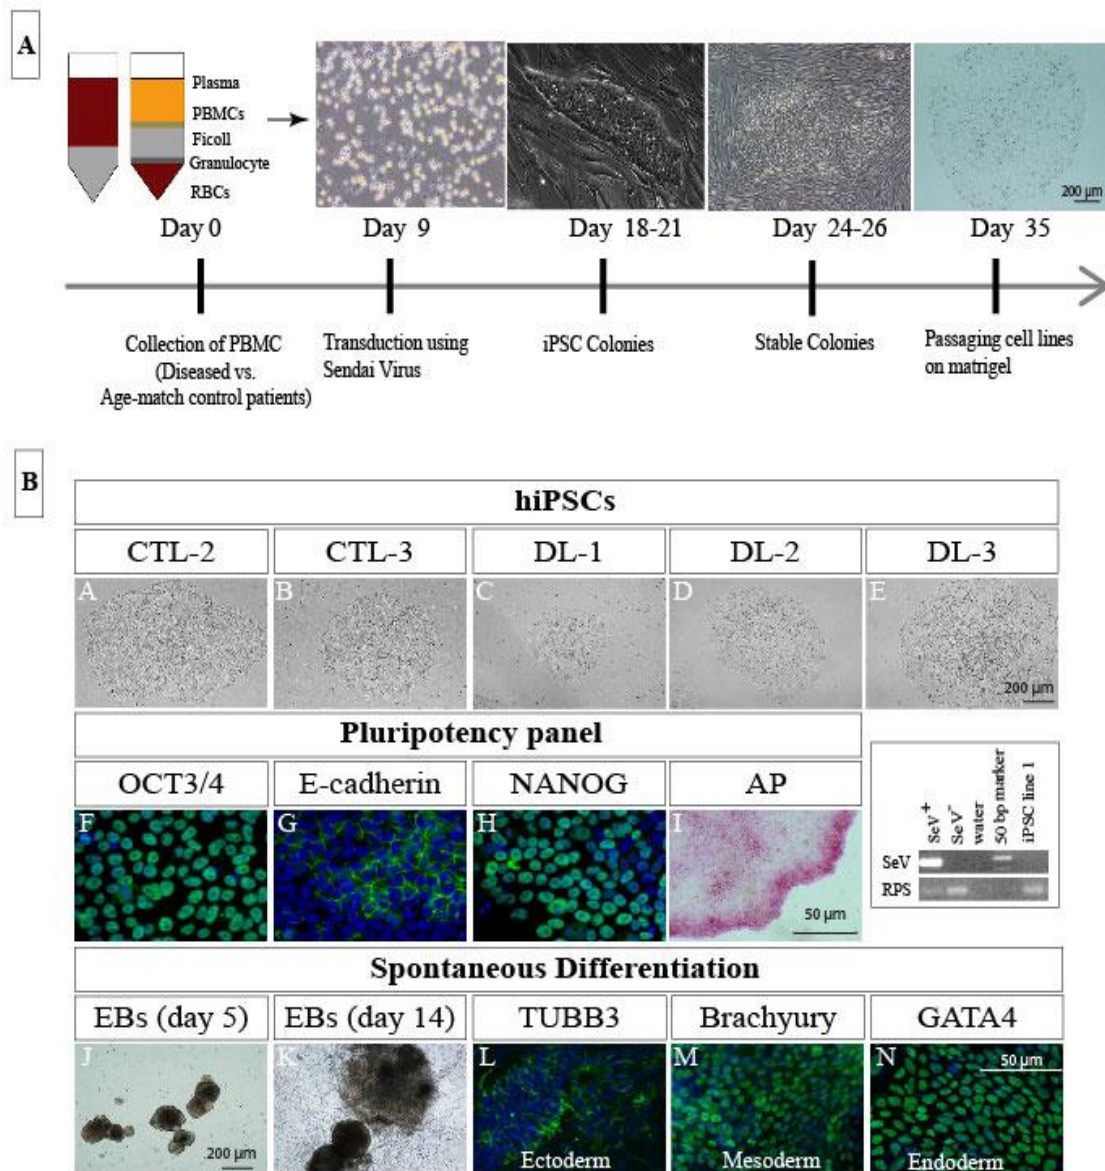 A
Plasma
PBMCs
Ficoll
Granulocyte
RBCs
200 µm
Day 0
Day 9
Day 18-21
Day 24-26
Day 35
Collection of PBMC
(Diseased vs.
Age-match control patients)
Transduction using
Sendai Virus
iPSC Colonies
Stable Colonies
Passaging cell lines
on matrigel
B
hiPSCs
CTL-2
CTL-3
DL-1
DL-2
DL-3
A
B
C
D
E
200 µm
Pluripotency panel
OCT3/4
E-cadherin
NANOG
AP
F
G
H
I
50 µm
SeV+
SeV-
water
50 bp marker
iPSC line 1
SeV
RPS
Spontaneous Differentiation
EBs (day 5)
EBs (day 14)
TUBB3
Brachyury
GATA4
J
K
L
M
N
50 µm
200 µm
Ectoderm
Mesoderm
Endoderm